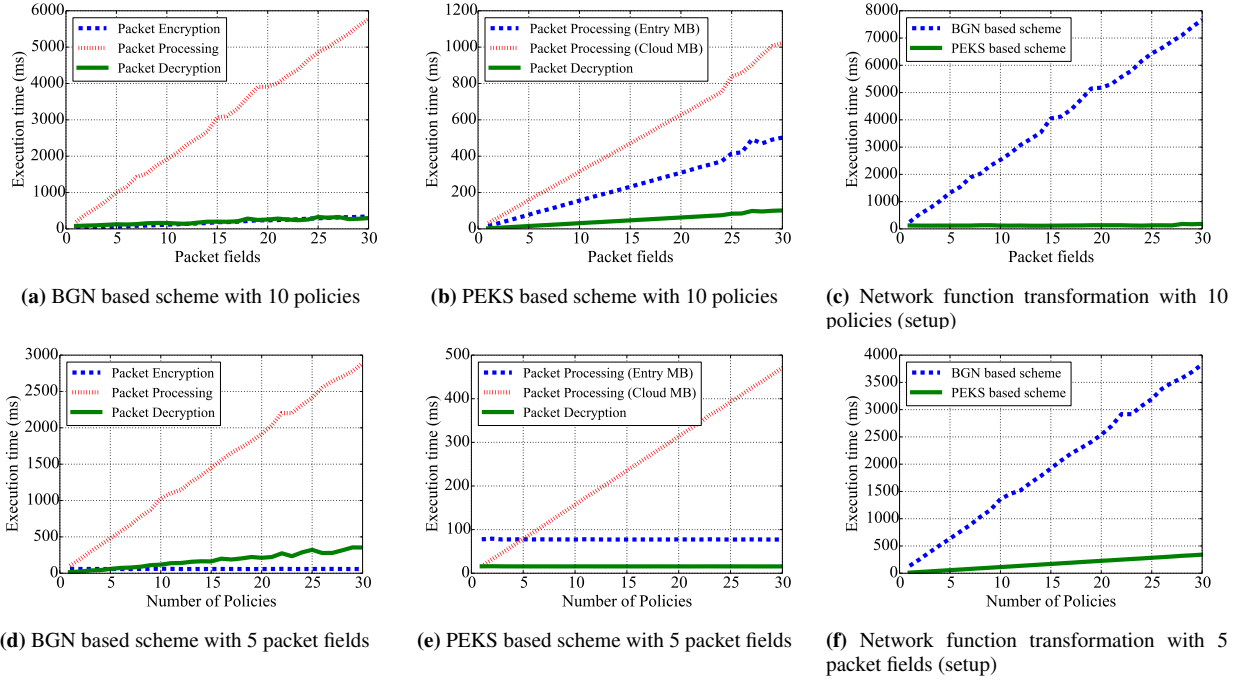 6000
5000
4000
3000
2000
1000
0
Execution time (ms)
Packet Encryption
Packet Processing
Packet Decryption
0 5 10 15 20 25 30
Packet fields
(a) BGN based scheme with 10 policies
1200
1000
800
600
400
200
0
Execution time (ms)
Packet Processing (Entry MB)
Packet Processing (Cloud MB)
Packet Decryption
0 5 10 15 20 25 30
Packet fields
(b) PEKS based scheme with 10 policies
8000
7000
6000
5000
4000
3000
2000
1000
0
Execution time (ms)
BGN based scheme
PEKS based scheme
0 5 10 15 20 25 30
Packet fields
(c) Network function transformation with 10
policies (setup)
3000
2500
2000
1500
1000
500
0
Execution time (ms)
Packet Encryption
Packet Processing
Packet Decryption
0 5 10 15 20 25 30
Number of Policies
(d) BGN based scheme with 5 packet fields
500
400
300
200
100
0
Execution time (ms)
Packet Processing (Entry MB)
Packet Processing (Cloud MB)
Packet Decryption
0 5 10 15 20 25 30
Number of Policies
(e) PEKS based scheme with 5 packet fields
4000
3500
3000
2500
2000
1500
1000
500
0
Execution time (ms)
BGN based scheme
PEKS based scheme
0 5 10 15 20 25 30
Number of Policies
(f) Network function transformation with 5
packet fields (setup)